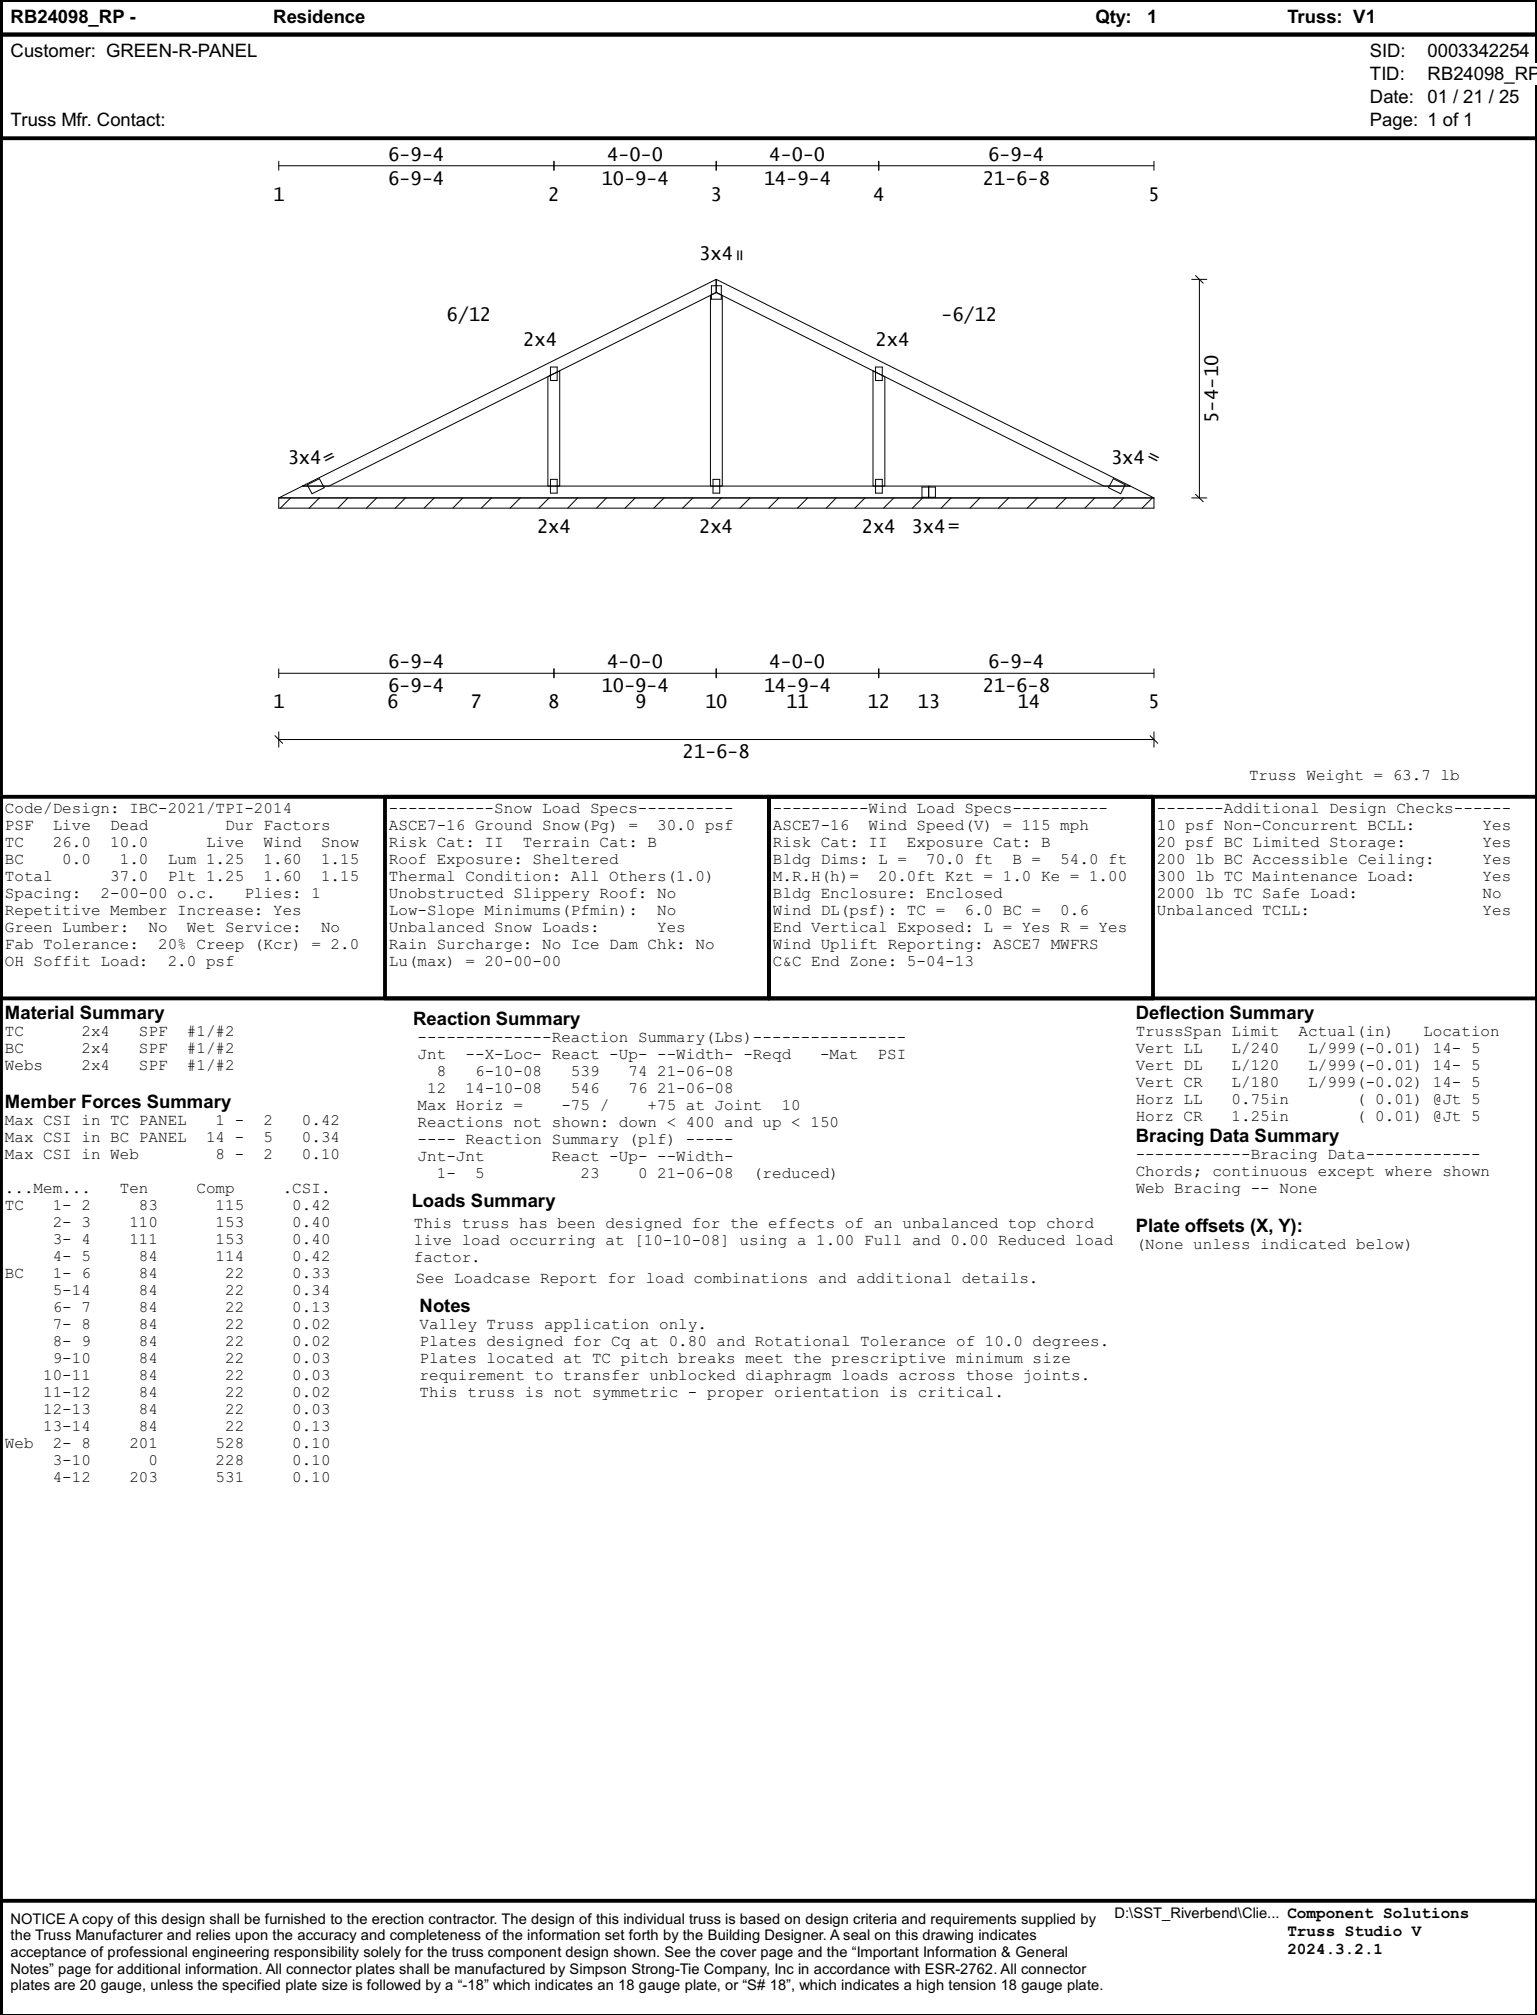 RB24098_RP - Residence Qty: 1 Truss: V1
Customer: GREEN-R-PANEL
SID: 0003342254
TID: RB24098_RP
Date: 01 / 21 / 25
Truss Mfr. Contact:
Page: 1 of 1
6-9-4 4-0-0 4-0-0 6-9-4
6-9-4 10-9-4 14-9-4 21-6-8
1 2 3 4 5
3x4 ॥
6/12 -6/12
2x4 2x4
5-4-10
3x4 = 3x4 =
2x4 2x4 2x4 3x4 =
6-9-4 4-0-0 4-0-0 6-9-4
6-9-4 10-9-4 14-9-4 21-6-8
1 6 7 8 9 10 11 12 13 14 5
21-6-8
Truss Weight = 63.7 lb
Code/Design: IBC-2021/TPI-2014
PSF Live Dead Dur Factors
TC 26.0 10.0 Live Wind Snow
BC 0.0 1.0 Lum 1.25 1.60 1.15
Total 37.0 Plt 1.25 1.60 1.15
Spacing: 2-00-00 o.c. Plies: 1
Repetitive Member Increase: Yes
Green Lumber: No Wet Service: No
Fab Tolerance: 20% Creep (Kcr) = 2.0
OH Soffit Load: 2.0 psf
-----------Snow Load Specs----------
ASCE7-16 Ground Snow(Pg) = 30.0 psf
Risk Cat: II Terrain Cat: B
Roof Exposure: Sheltered
Thermal Condition: All Others(1.0)
Unobstructed Slippery Roof: No
Low-Slope Minimums(Pfmin): No
Unbalanced Snow Loads: Yes
Rain Surcharge: No Ice Dam Chk: No
Lu(max) = 20-00-00
----------Wind Load Specs----------
ASCE7-16 Wind Speed(V) = 115 mph
Risk Cat: II Exposure Cat: B
Bldg Dims: L = 70.0 ft B = 54.0 ft
M.R.H(h)= 20.0ft Kzt = 1.0 Ke = 1.00
Bldg Enclosure: Enclosed
Wind DL(psf): TC = 6.0 BC = 0.6
End Vertical Exposed: L = Yes R = Yes
Wind Uplift Reporting: ASCE7 MWFRS
C&C End Zone: 5-04-13
-------Additional Design Checks------
10 psf Non-Concurrent BCLL: Yes
20 psf BC Limited Storage: Yes
200 lb BC Accessible Ceiling: Yes
300 lb TC Maintenance Load: Yes
2000 lb TC Safe Load: No
Unbalanced TCLL: Yes
Material Summary
TC 2x4 SPF #1/#2
BC 2x4 SPF #1/#2
Webs 2x4 SPF #1/#2
Member Forces Summary
Max CSI in TC PANEL 1 - 2 0.42
Max CSI in BC PANEL 14 - 5 0.34
Max CSI in Web 8 - 2 0.10
...Mem... Ten Comp .CSI.
TC 1- 2 83 115 0.42
2- 3 110 153 0.40
3- 4 111 153 0.40
4- 5 84 114 0.42
BC 1- 6 84 22 0.33
5-14 84 22 0.34
6- 7 84 22 0.13
7- 8 84 22 0.02
8- 9 84 22 0.02
9-10 84 22 0.03
10-11 84 22 0.03
11-12 84 22 0.02
12-13 84 22 0.03
13-14 84 22 0.13
Web 2- 8 201 528 0.10
3-10 0 228 0.10
4-12 203 531 0.10
Reaction Summary
--------------Reaction Summary(Lbs)----------------
Jnt --X-Loc- React -Up- --Width- -Reqd -Mat PSI
8 6-10-08 539 74 21-06-08
12 14-10-08 546 76 21-06-08
Max Horiz = -75 / +75 at Joint 10
Reactions not shown: down < 400 and up < 150
---- Reaction Summary (plf) -----
Jnt-Jnt React -Up- --Width-
1- 5 23 0 21-06-08 (reduced)
Loads Summary
This truss has been designed for the effects of an unbalanced top chord
live load occurring at [10-10-08] using a 1.00 Full and 0.00 Reduced load
factor.
See Loadcase Report for load combinations and additional details.
Notes
Valley Truss application only.
Plates designed for Cq at 0.80 and Rotational Tolerance of 10.0 degrees.
Plates located at TC pitch breaks meet the prescriptive minimum size
requirement to transfer unblocked diaphragm loads across those joints.
This truss is not symmetric - proper orientation is critical.
Deflection Summary
TrussSpan Limit Actual(in) Location
Vert LL L/240 L/999(-0.01) 14- 5
Vert DL L/120 L/999(-0.01) 14- 5
Vert CR L/180 L/999(-0.02) 14- 5
Horz LL 0.75in ( 0.01) @Jt 5
Horz CR 1.25in ( 0.01) @Jt 5
Bracing Data Summary
------------Bracing Data------------
Chords; continuous except where shown
Web Bracing -- None
Plate offsets (X, Y):
(None unless indicated below)
NOTICE A copy of this design shall be furnished to the erection contractor. The design of this individual truss is based on design criteria and requirements supplied by
the Truss Manufacturer and relies upon the accuracy and completeness of the information set forth by the Building Designer. A seal on this drawing indicates
acceptance of professional engineering responsibility solely for the truss component design shown. See the cover page and the “Important Information & General
Notes” page for additional information. All connector plates shall be manufactured by Simpson Strong-Tie Company, Inc in accordance with ESR-2762. All connector
plates are 20 gauge, unless the specified plate size is followed by a “-18” which indicates an 18 gauge plate, or “S# 18”, which indicates a high tension 18 gauge plate.
D:\SST_Riverbend\Clie... Component Solutions
Truss Studio V
2024.3.2.1